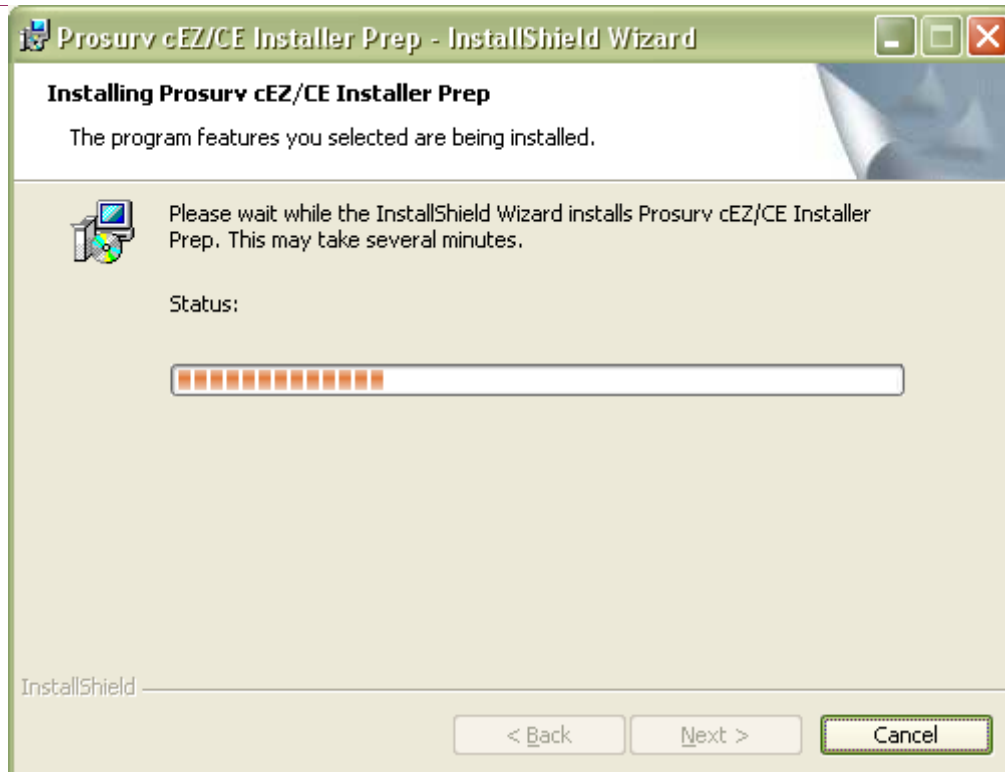 Prosurv cEZ/CE Installer Prep - InstallShield Wizard
Installing Prosurv cEZ/CE Installer Prep
The program features you selected are being installed.
Please wait while the InstallShield Wizard installs Prosurv cEZ/CE Installer
Prep. This may take several minutes.
Status:
InstallShield
< Back
Next >
Cancel